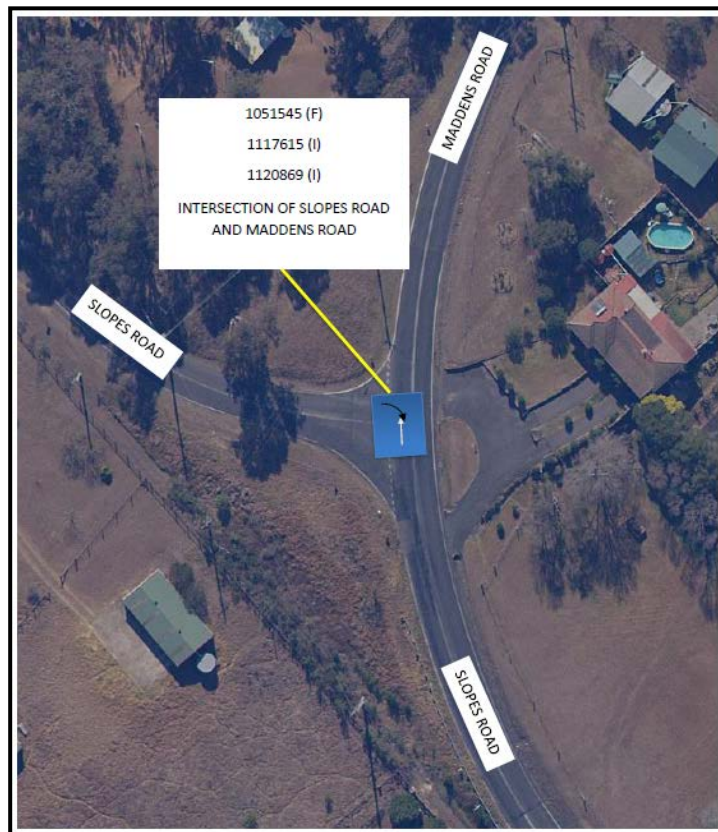 1051545 (F)
1117615 (I)
1120869 (I)
INTERSECTION OF SLOPES ROAD
AND MADDENS ROAD
MADDENS ROAD
SLOPES ROAD
SLOPES ROAD